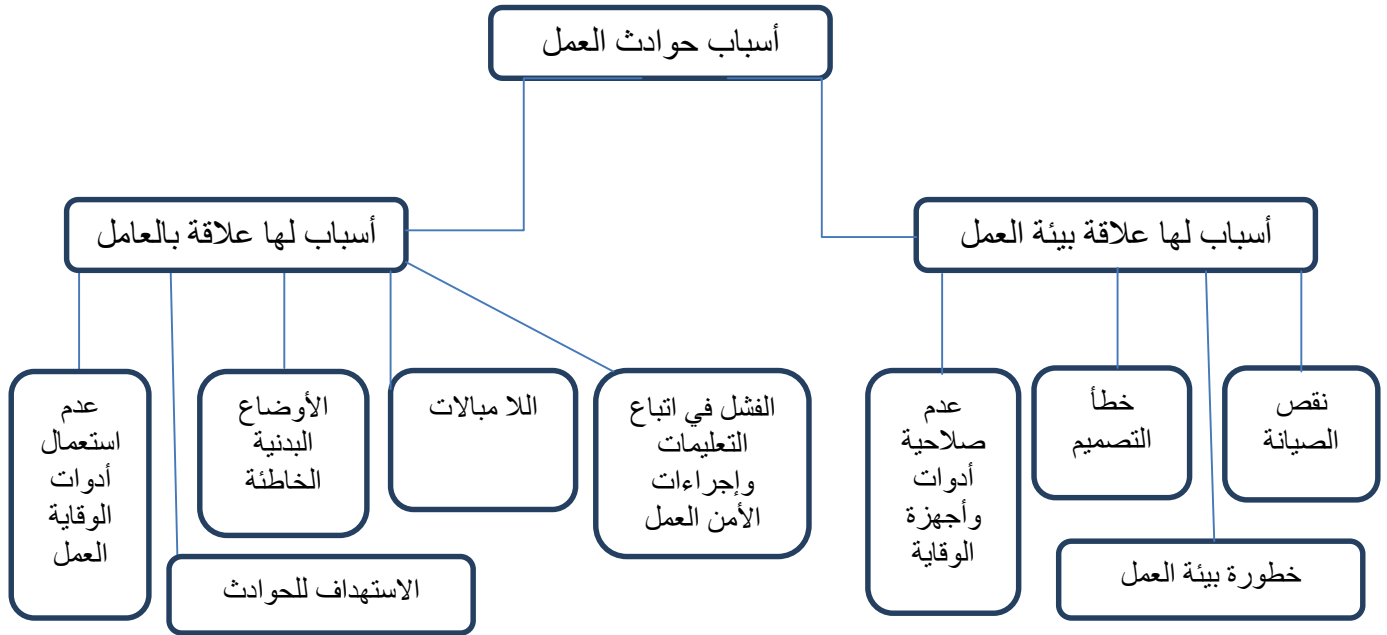 أسباب حوادث العمل
أسباب لها علاقة ببيئة العمل
أسباب لها علاقة بالعامل
نقص
الصيانة
خطأ
التصميم
عدم
صلاحية
أدوات
وأجهزة
الوقاية
خطورة بيئة العمل
الفشل في اتباع
التعليمات
وإجراءات
الأمن العمل
اللا مبالات
الأوضاع
البدنية
الخاطئة
عدم
استعمال
أدوات
الوقاية
العمل
الاستهداف للحوادث